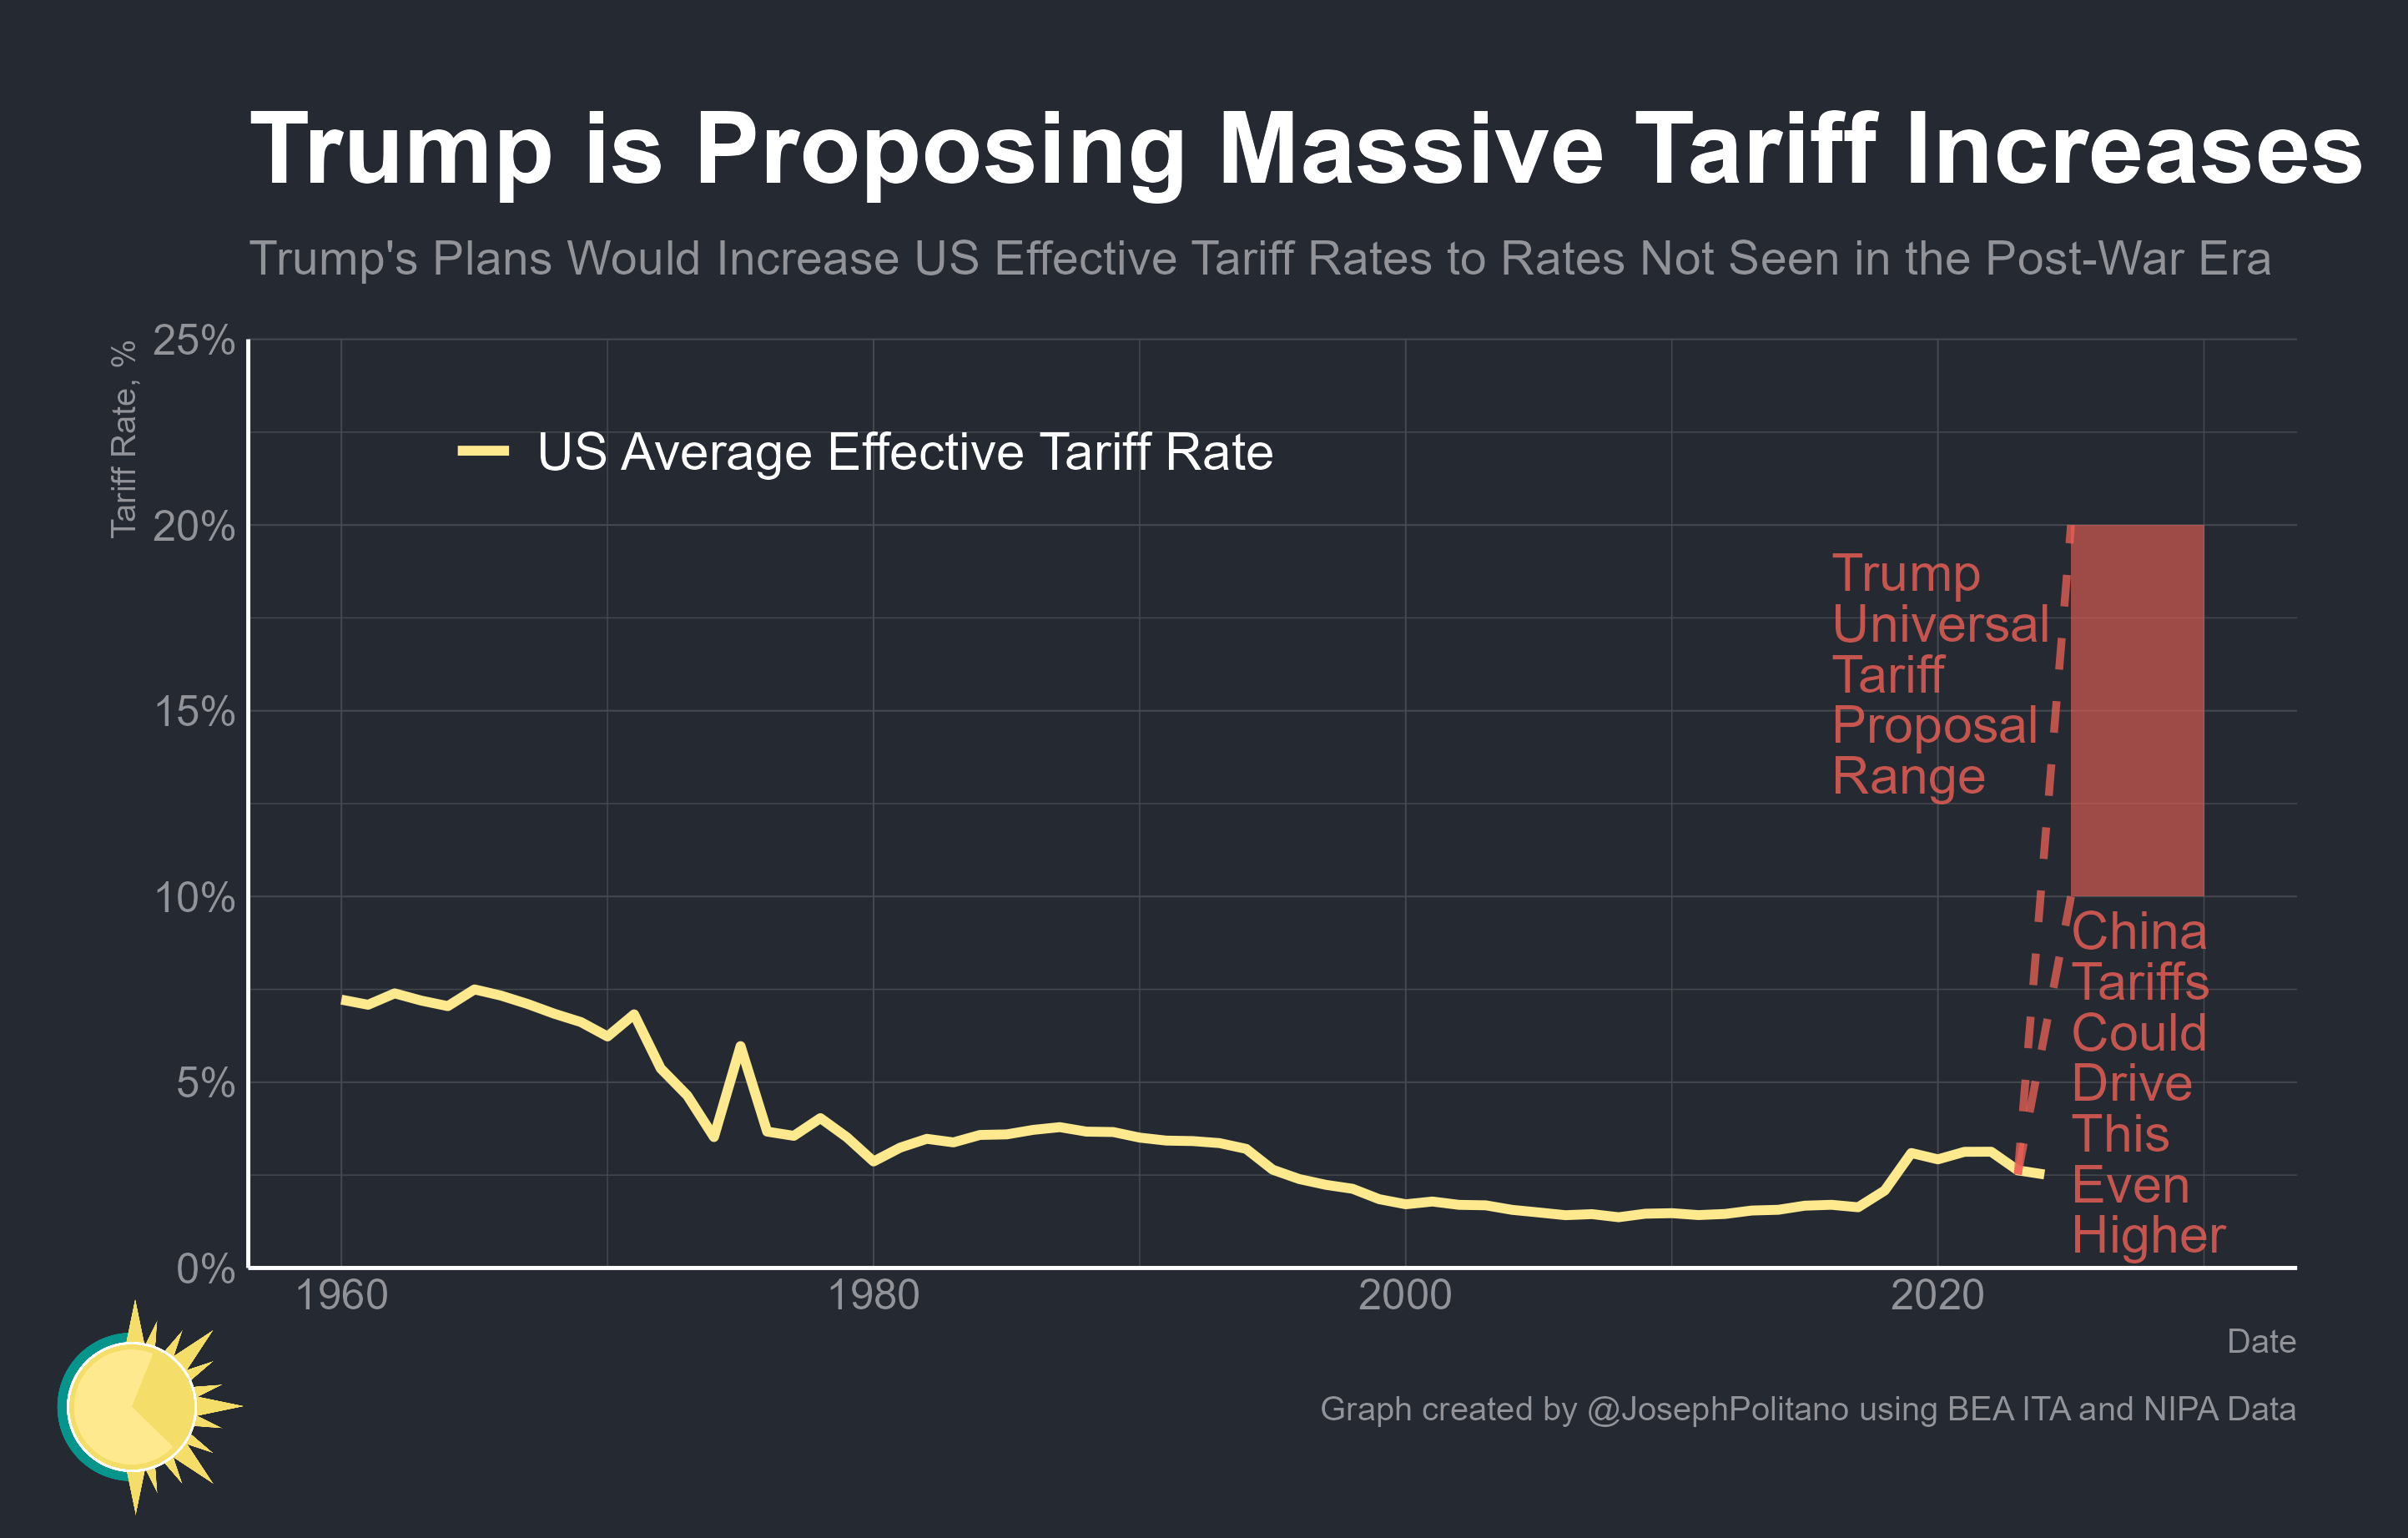 Trump is Proposing Massive Tariff Increases
Trump's Plans Would Increase US Effective Tariff Rates to Rates Not Seen in the Post-War Era
Tariff Rate, %
25%
20%
15%
10%
5%
0%
US Average Effective Tariff Rate
Trump
Universal
Tariff
Proposal
Range
China
Tariffs
Could
Drive
This
Even
Higher
1960
1980
2000
2020
Date
Graph created by @JosephPolitano using BEA ITA and NIPA Data